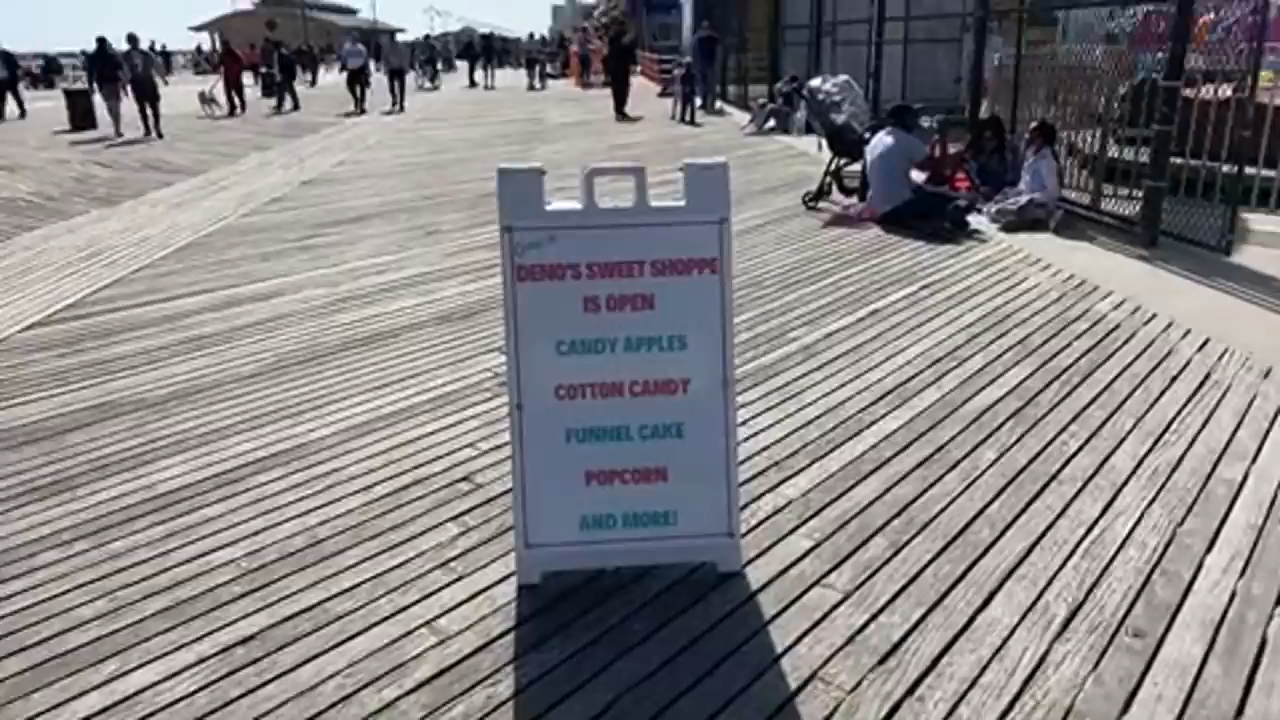 DENO'S SWEET SHOPPE
IS OPEN
CANDY APPLES
COTTON CANDY
FUNNEL CAKE
POPCORN
AND MORE!